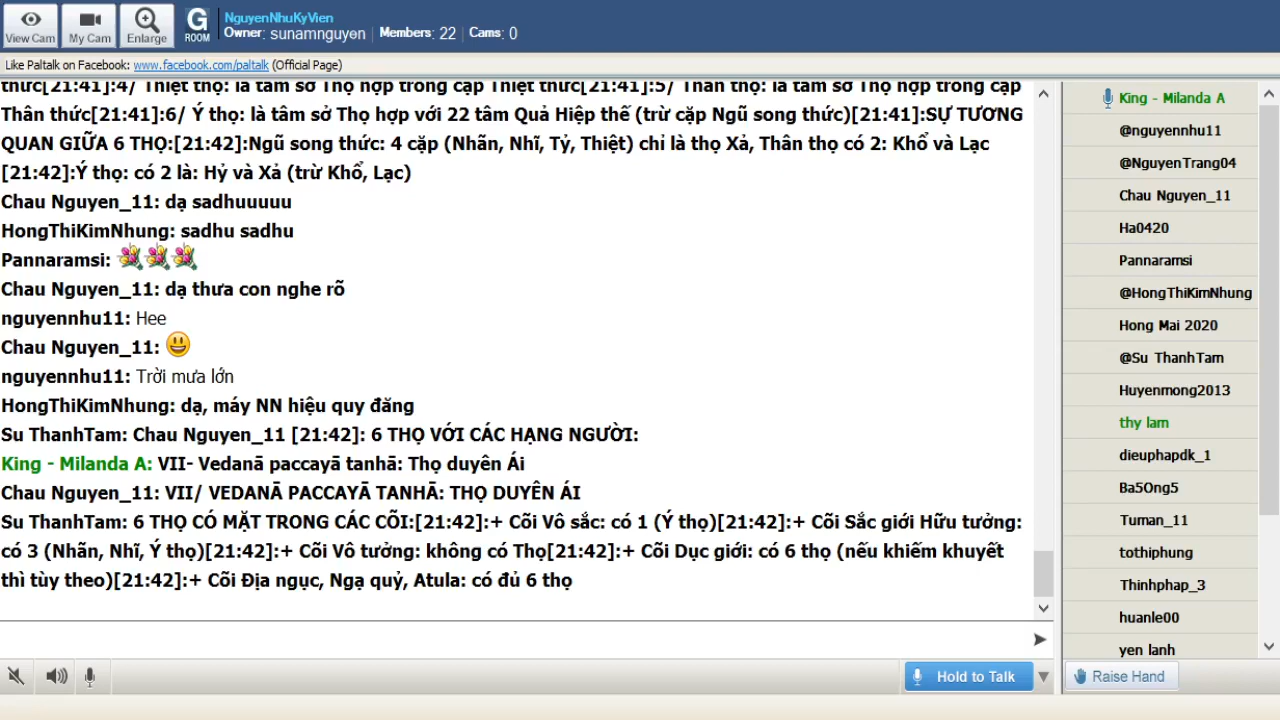 View Cam
My Cam
Enlarge
G
ROOM
NguyenNhuKyVien
Owner: sunamnguyen | Members: 22 | Cams: 0
Like Paltalk on Facebook: www.facebook.com/paltalk (Official Page)
thức[21:41]:4/ Thiệt thọ: là tâm sở Thọ hợp trong cặp Thiệt thức[21:41]:5/ Thân thọ: là tâm sở Thọ hợp trong cặp
Thân thức[21:41]:6/ Ý thọ: là tâm sở Thọ hợp với 22 tâm Quả Hiệp thế (trừ cặp Ngũ song thức)[21:41]:SỰ TƯƠNG
QUAN GIỮA 6 THỌ:[21:42]:Ngũ song thức: 4 cặp (Nhãn, Nhĩ, Tỷ, Thiệt) chỉ là thọ Xả, Thân thọ có 2: Khổ và Lạc
[21:42]:Ý thọ: có 2 là: Hỷ và Xả (trừ Khổ, Lạc)
Chau Nguyen_11: dạ sadhuuuuu
HongThiKimNhung: sadhu sadhu
Pannaramsi:
Chau Nguyen_11: dạ thưa con nghe rõ
nguyennhu11: Hee
Chau Nguyen_11:
nguyennhu11: Trời mưa lớn
HongThiKimNhung: dạ, máy NN hiệu quy đăng
Su ThanhTam: Chau Nguyen_11 [21:42]: 6 THỌ VỚI CÁC HẠNG NGƯỜI:
King - Milanda A: VII- Vedanā paccayā tanhā: Thọ duyên Ái
Chau Nguyen_11: VII/ VEDANĀ PACCAYĀ TANHĀ: THỌ DUYÊN ÁI
Su ThanhTam: 6 THỌ CÓ MẶT TRONG CÁC CÕI:[21:42]:+ Cõi Vô sắc: có 1 (Ý thọ)[21:42]:+ Cõi Sắc giới Hữu tưởng:
có 3 (Nhãn, Nhĩ, Ý thọ)[21:42]:+ Cõi Vô tưởng: không có Thọ[21:42]:+ Cõi Dục giới: có 6 thọ (nếu khiếm khuyết
thì tùy theo)[21:42]:+ Cõi Địa ngục, Ngạ quỷ, Atula: có đủ 6 thọ
King - Milanda A
@nguyennhu11
@NguyenTrang04
Chau Nguyen_11
Ha0420
Pannaramsi
@HongThiKimNhung
Hong Mai 2020
@Su ThanhTam
Huyenmong2013
thy lam
dieuphapdk_1
Ba5Ong5
Tuman_11
tothiphung
Thinhphap_3
huanle00
yen lanh
Hold to Talk
Raise Hand